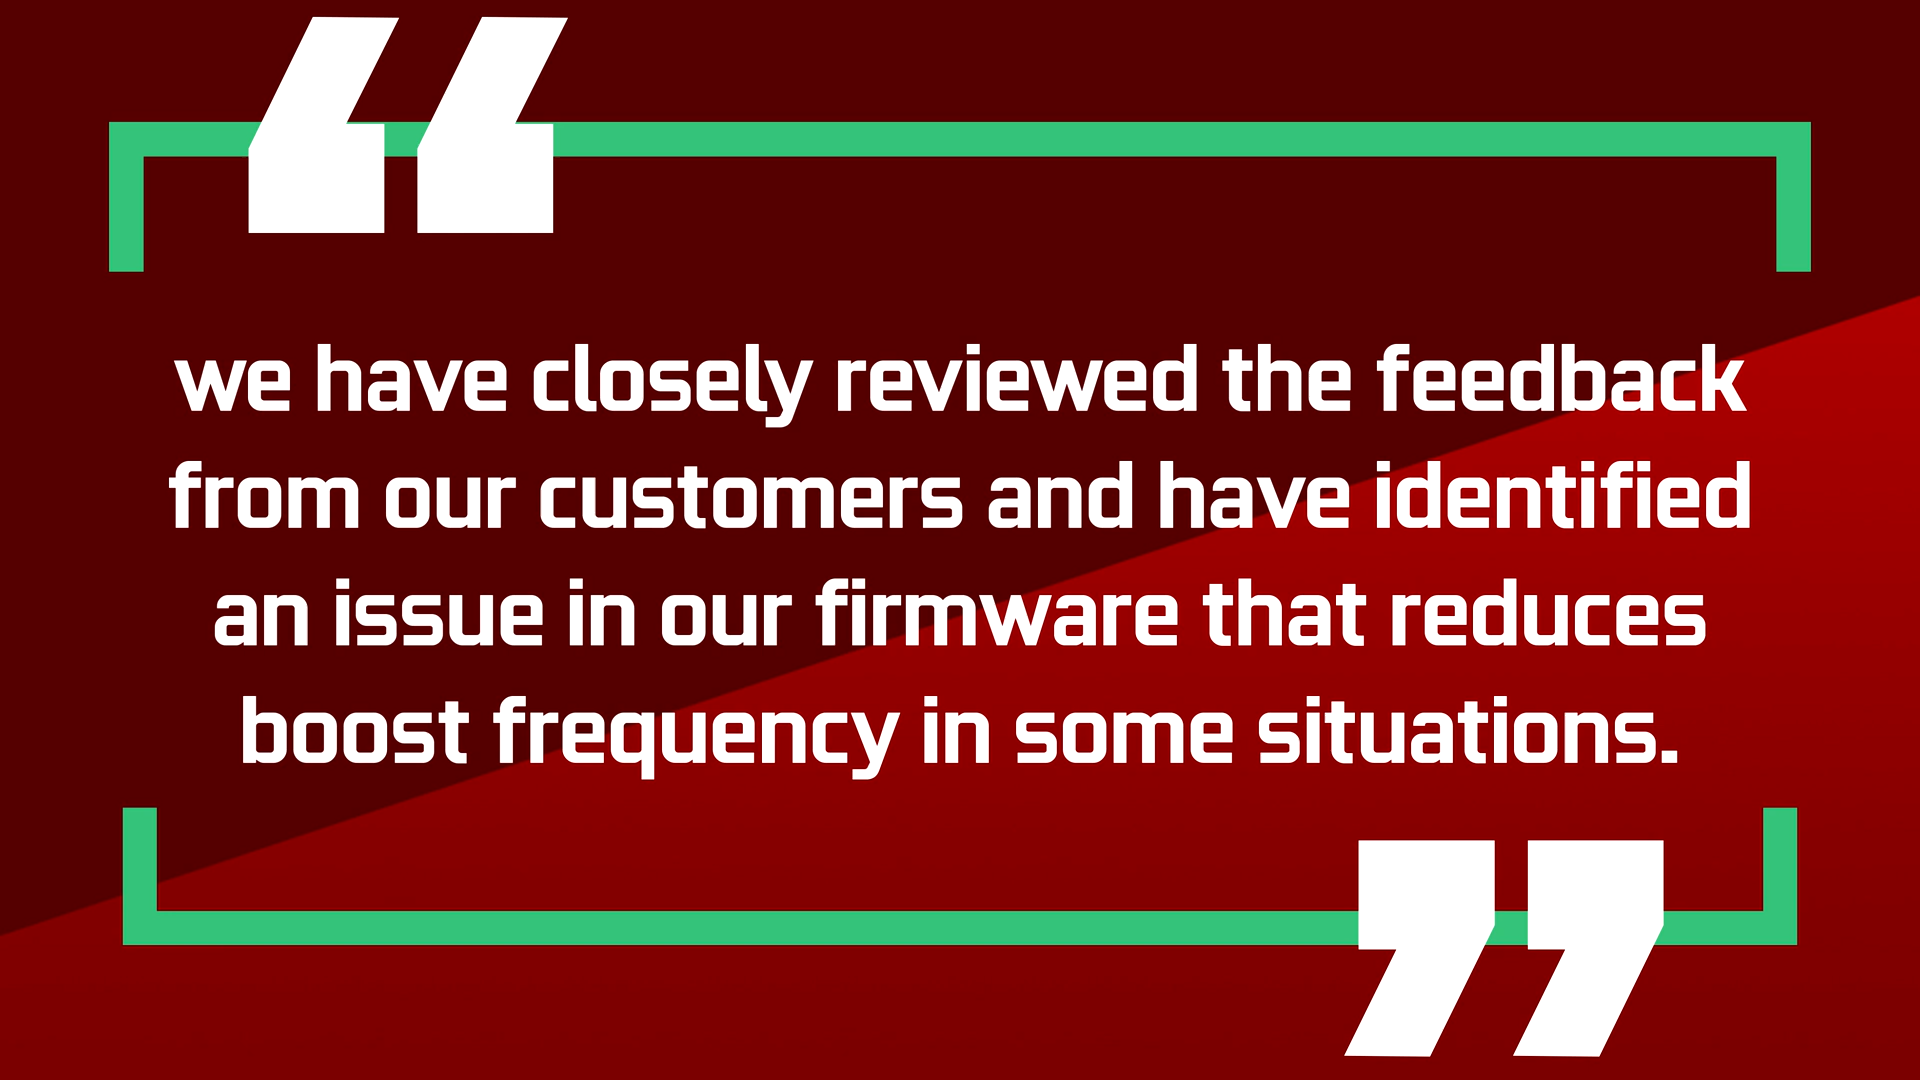 “
we have closely reviewed the feedback
from our customers and have identified
an issue in our firmware that reduces
boost frequency in some situations.
”